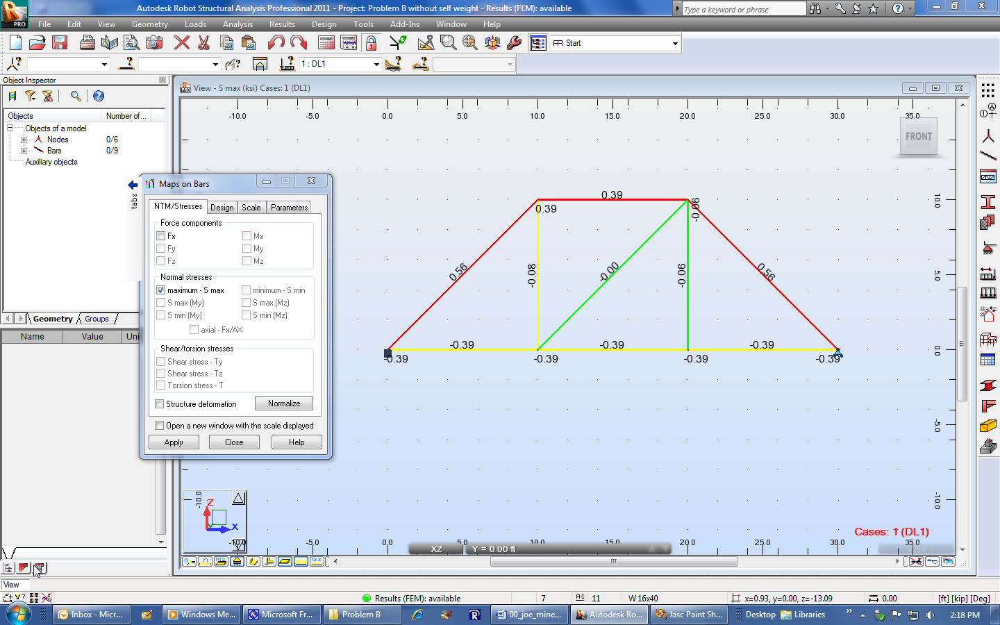 Autodesk Robot Structural Analysis Professional 2011 - Project: Problem B without self weight - Results (FEM): available
Type a keyword or phrase
PRO
File Edit View Geometry Loads Analysis Results Design Tools Add-Ins Window Help
Start
1 : DL1
Object Inspector
Objects Number of...
Objects of a model
Nodes 0/6
Bars 0/9
Auxiliary objects
Geometry Groups
Name Value Uni
View - S max (ksi) Cases: 1 (DL1)
-10.0 -5.0 0.0 5.0 10.0 15.0 20.0 25.0 30.0 35.0
FRONT
tabs
Maps on Bars
NTM/Stresses Design Scale Parameters
Force components
Fx Mx
Fy My
Fz Mz
Normal stresses
maximum - S max minimum - S min
S max (My) S max (Mz)
S min (My) S min (Mz)
axial - Fx/AX
Shear/torsion stresses
Shear stress - Ty
Shear stress - Tz
Torsion stress - T
Structure deformation Normalize
Open a new window with the scale displayed
Apply Close Help
0.39
0.39
-0.06
0.56
-0.08
-0.00
-0.06
0.56
-0.39 -0.39 -0.39
-0.39 -0.39 -0.39 -0.39
10.0
5.0
0.0
-5.0
-10.0
-10.0
Z
Y
X
Cases: 1 (DL1)
-10.0 -5.0 0.0 5.0 10.0 15.0 20.0 25.0 30.0 35.0
XZ Y = 0.00 ft
View
View
Results (FEM): available 7 11 W 16x40 x=0.93, y=0.00, z=-13.09 0.00 [ft] [kip] [Deg]
Inbox - Micr... Windows Me... Microsoft Fr... Problem B 00_joe_mine... Autodesk Ro... Jasc Paint Sh... Desktop Libraries » 2:18 PM